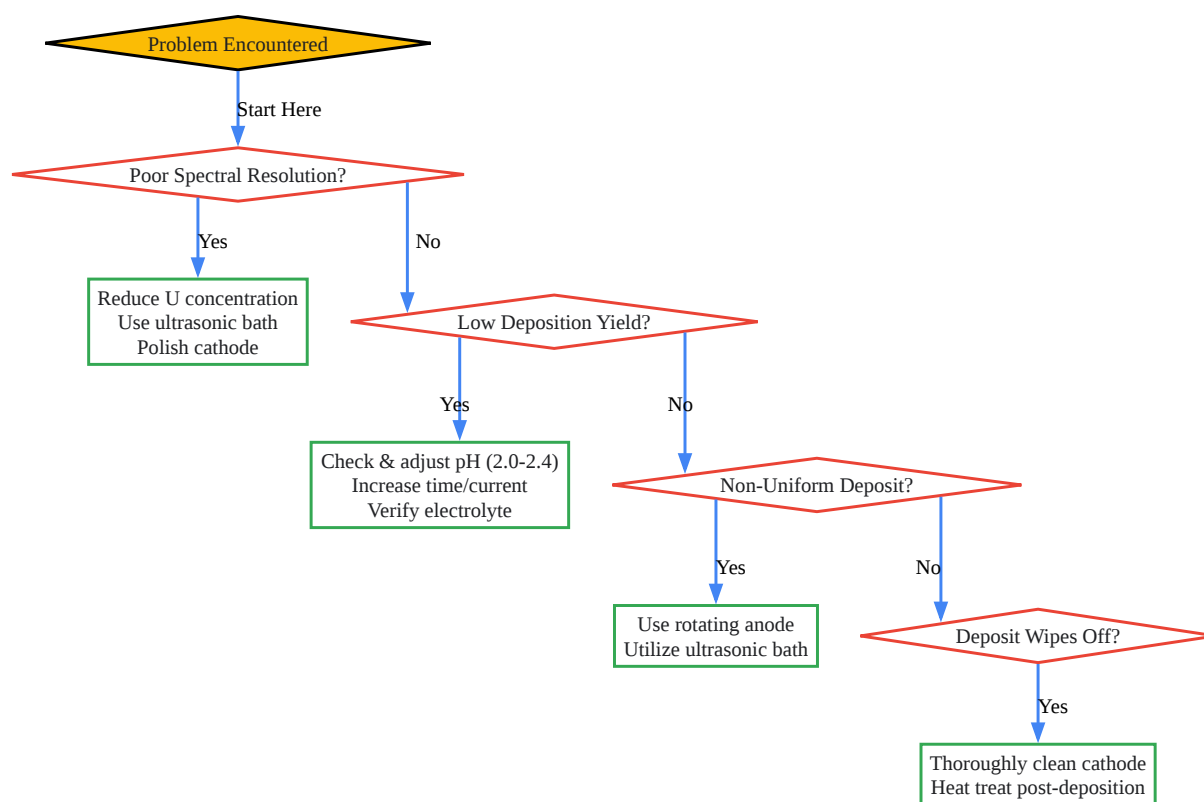 Problem Encountered
Start Here
Poor Spectral Resolution?
Yes
No
Reduce U concentration
Use ultrasonic bath
Polish cathode
Low Deposition Yield?
Yes
No
Check & adjust pH (2.0-2.4)
Increase time/current
Verify electrolyte
Non-Uniform Deposit?
Yes
No
Use rotating anode
Utilize ultrasonic bath
Deposit Wipes Off?
Yes
Thoroughly clean cathode
Heat treat post-deposition